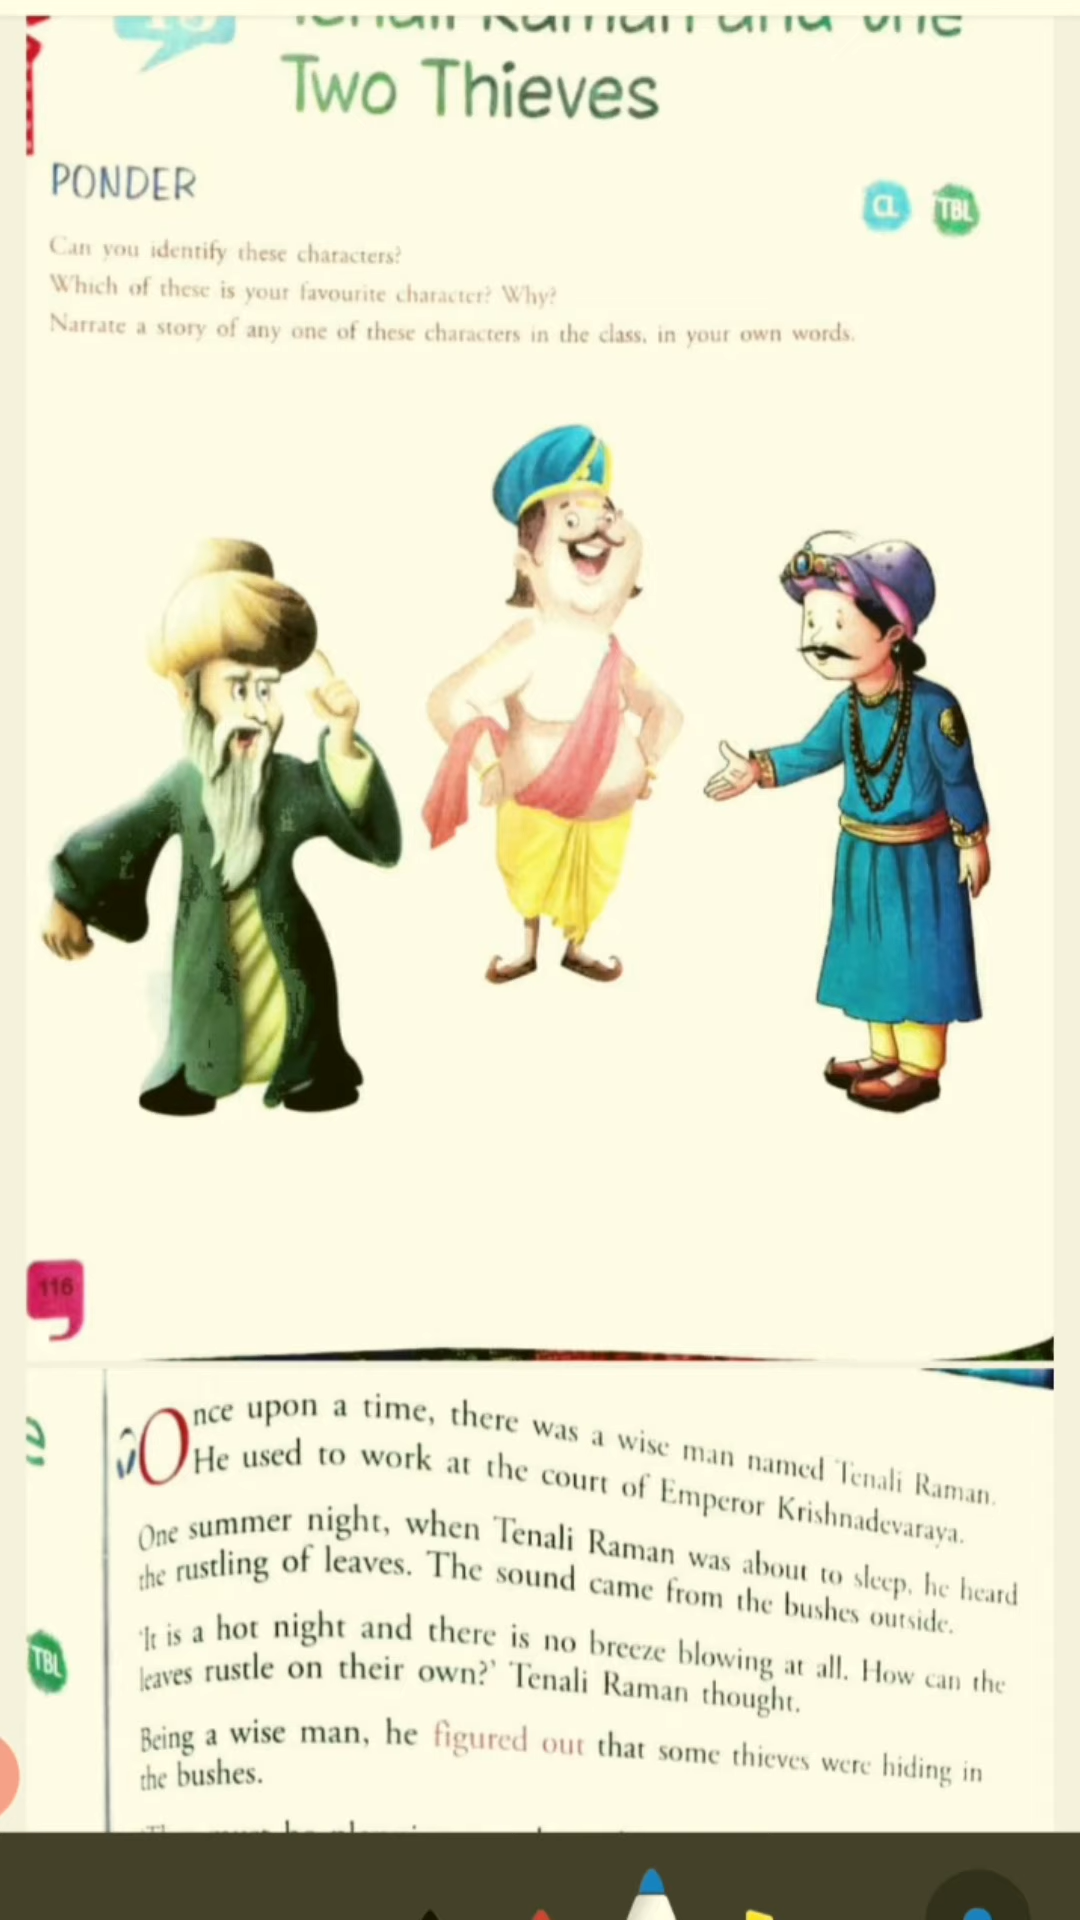 Tenali Raman and the
Two Thieves
PONDER
CL TBL
Can you identify these characters?
Which of these is your favourite character? Why?
Narrate a story of any one of these characters in the class, in your own words.
116
Once upon a time, there was a wise man named Tenali Raman.
He used to work at the court of Emperor Krishnadevaraya.
One summer night, when Tenali Raman was about to sleep, he heard
the rustling of leaves. The sound came from the bushes outside.
TBL
'It is a hot night and there is no breeze blowing at all. How can the
leaves rustle on their own?' Tenali Raman thought.
Being a wise man, he figured out that some thieves were hiding in
the bushes.